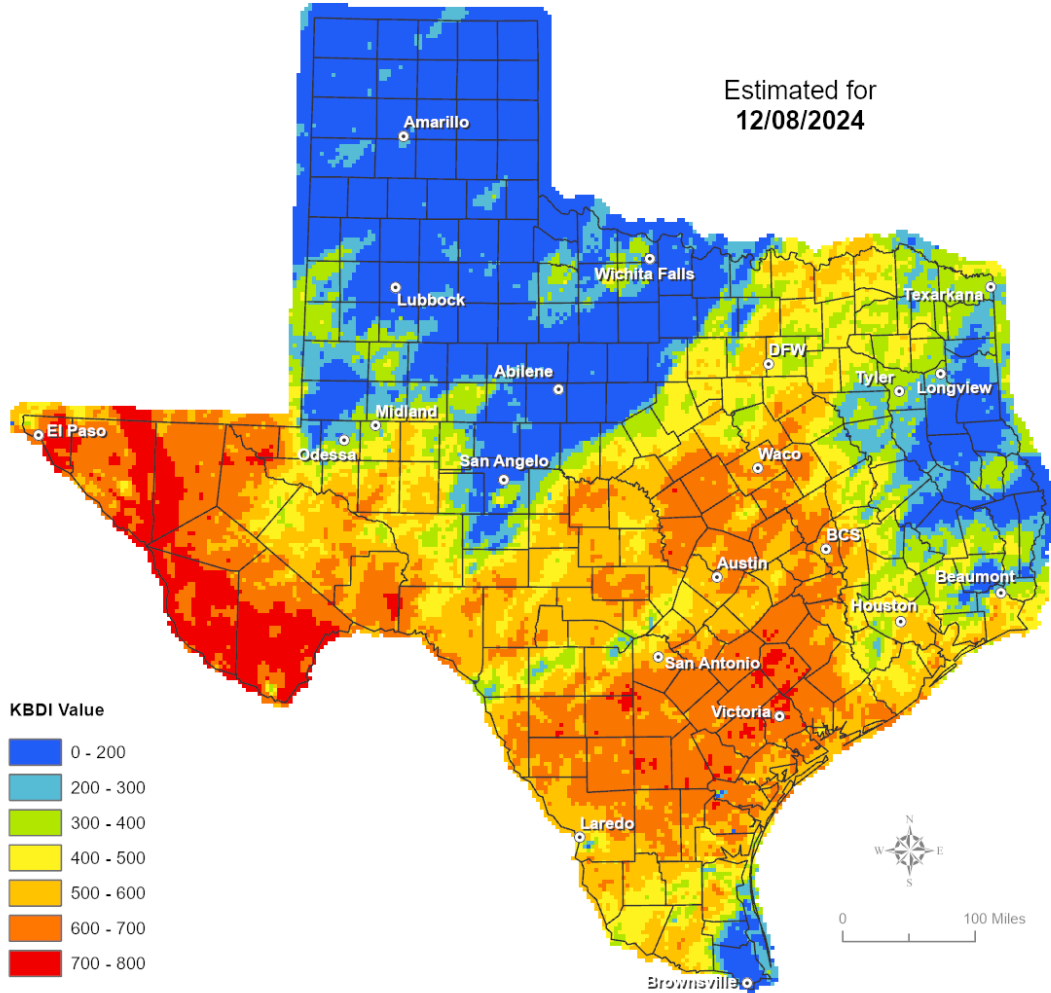 Estimated for
12/08/2024
Amarillo
Wichita Falls
Lubbock
Texarkana
DFW
Abilene
Tyler
Longview
Midland
El Paso
Odessa
San Angelo
Waco
BCS
Austin
Beaumont
Houston
San Antonio
Victoria
KBDI Value
0 - 200
200 - 300
300 - 400
400 - 500
500 - 600
600 - 700
700 - 800
Laredo
N
W
E
S
0
100 Miles
Brownsville